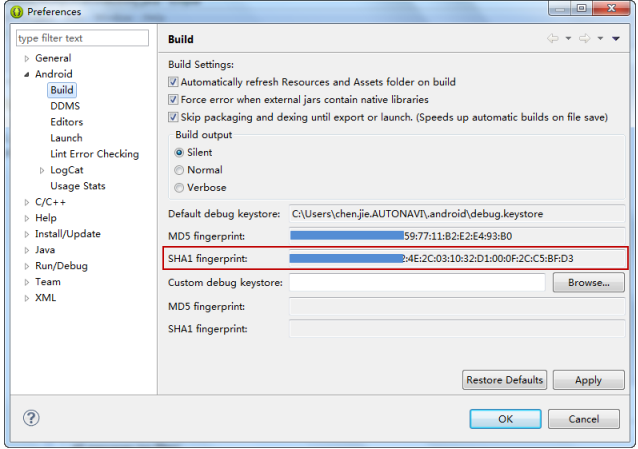 Preferences
type filter text
General
Android
Build
DDMS
Editors
Launch
Lint Error Checking
LogCat
Usage Stats
C/C++
Help
Install/Update
Java
Run/Debug
Team
XML
Build
Build Settings:
Automatically refresh Resources and Assets folder on build
Force error when external jars contain native libraries
Skip packaging and dexing until export or launch. (Speeds up automatic builds on file save)
Build output
Silent
Normal
Verbose
Default debug keystore: C:\Users\chen.jie.AUTONAVI\.android\debug.keystore
MD5 fingerprint: 59:77:11:B2:E2:E4:93:B0
SHA1 fingerprint: :4E:2C:03:10:32:D1:00:0F:2C:C5:BF:D3
Custom debug keystore: Browse...
MD5 fingerprint:
SHA1 fingerprint:
Restore Defaults Apply
? OK Cancel